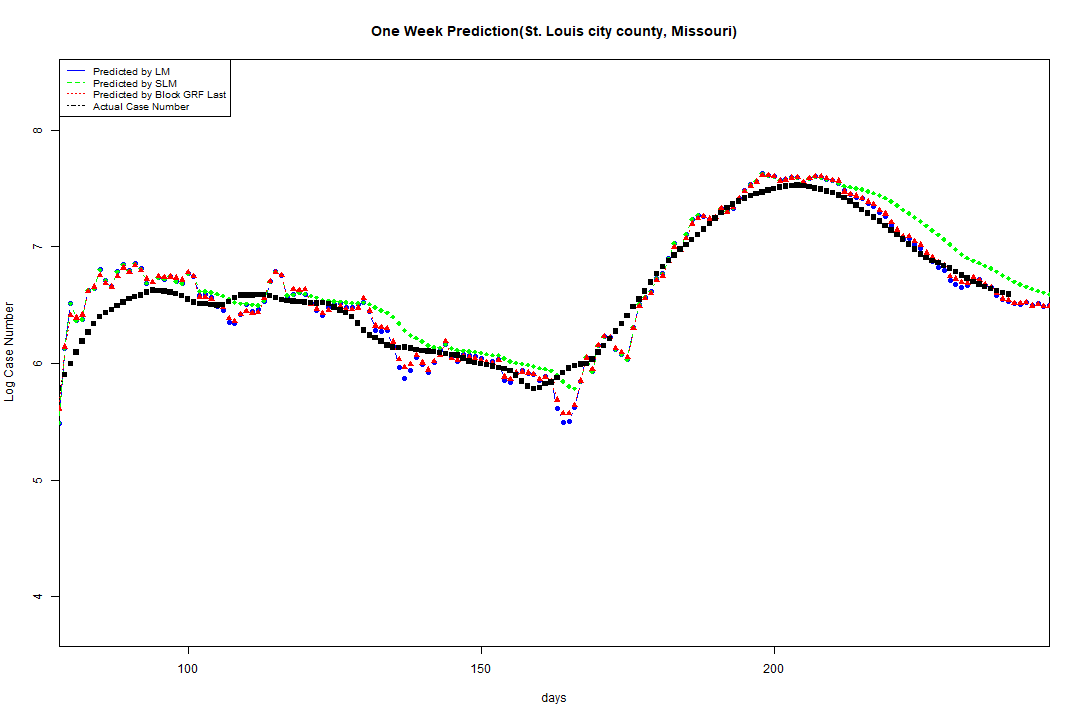 One Week Prediction(St. Louis city county, Missouri)
Predicted by LM
Predicted by SLM
Predicted by Block GRF Last
Actual Case Number
8
7
6
5
4
Log Case Number
100
150
200
days